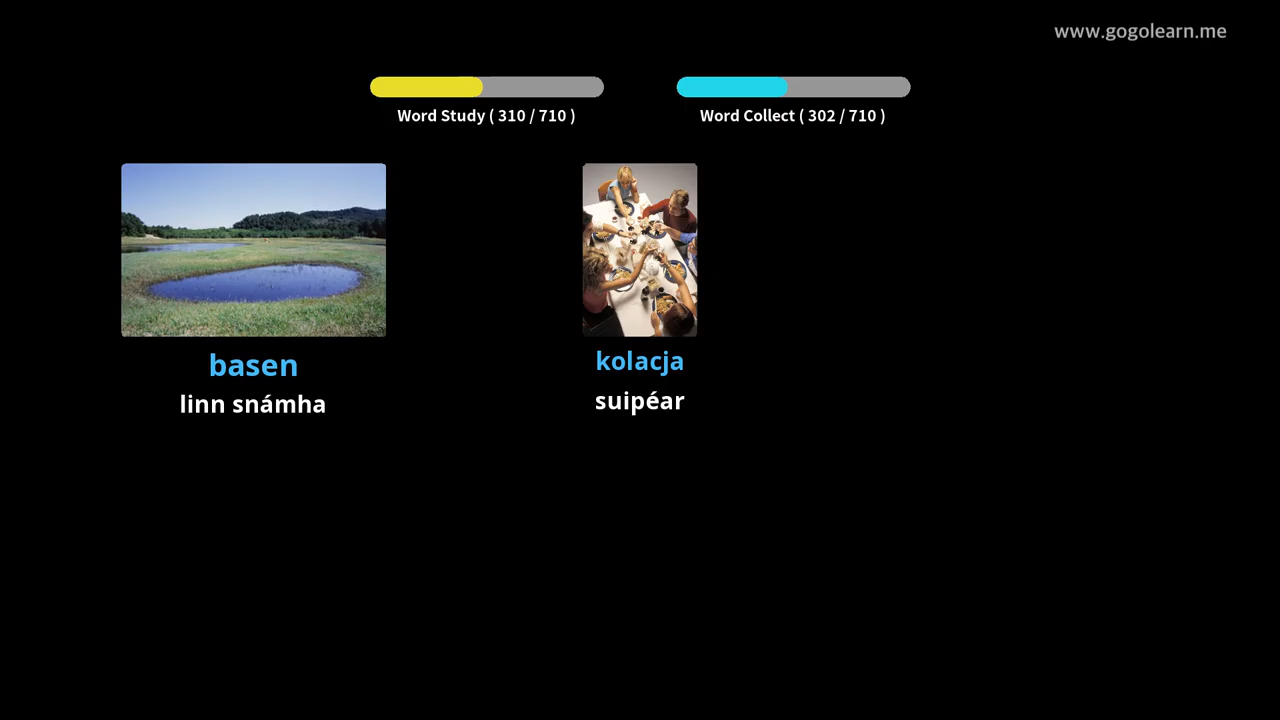 www.gogolearn.me
Word Study ( 310 / 710 )
Word Collect ( 302 / 710 )
basen
linn snámha
kolacja
suipéar